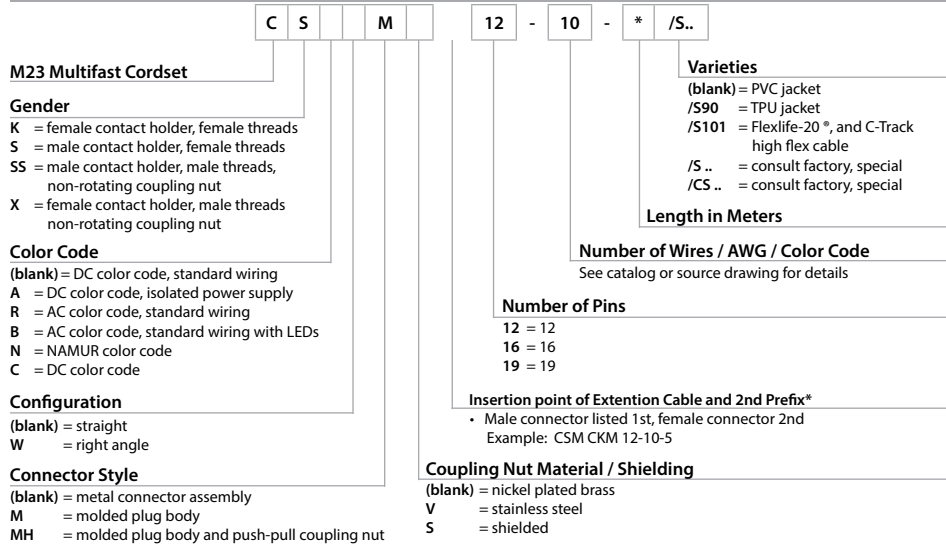 C S M 12 - 10 - * /S..
M23 Multifast Cordset
Gender
K = female contact holder, female threads
S = male contact holder, female threads
SS = male contact holder, male threads,
non-rotating coupling nut
X = female contact holder, male threads
non-rotating coupling nut
Color Code
(blank) = DC color code, standard wiring
A = DC color code, isolated power supply
R = AC color code, standard wiring
B = AC color code, standard wiring with LEDs
N = NAMUR color code
C = DC color code
Configuration
(blank) = straight
W = right angle
Connector Style
(blank) = metal connector assembly
M = molded plug body
MH = molded plug body and push-pull coupling nut
Varieties
(blank) = PVC jacket
/S90 = TPU jacket
/S101 = Flexlife-20 ®, and C-Track
high flex cable
/S .. = consult factory, special
/CS .. = consult factory, special
Length in Meters
Number of Wires / AWG / Color Code
See catalog or source drawing for details
Number of Pins
12 = 12
16 = 16
19 = 19
Insertion point of Extention Cable and 2nd Prefix*
• Male connector listed 1st, female connector 2nd
Example: CSM CKM 12-10-5
Coupling Nut Material / Shielding
(blank) = nickel plated brass
V = stainless steel
S = shielded